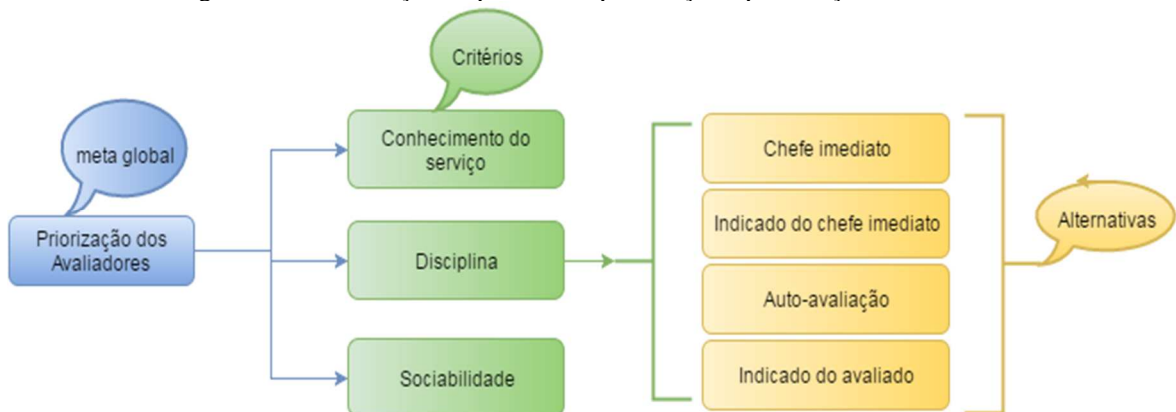 Critérios
meta global
Conhecimento do
serviço
Chefe imediato
Priorização dos
Avaliadores
Disciplina
Indicado do chefe imediato
Alternativas
Auto-avaliação
Sociabilidade
Indicado do avaliado